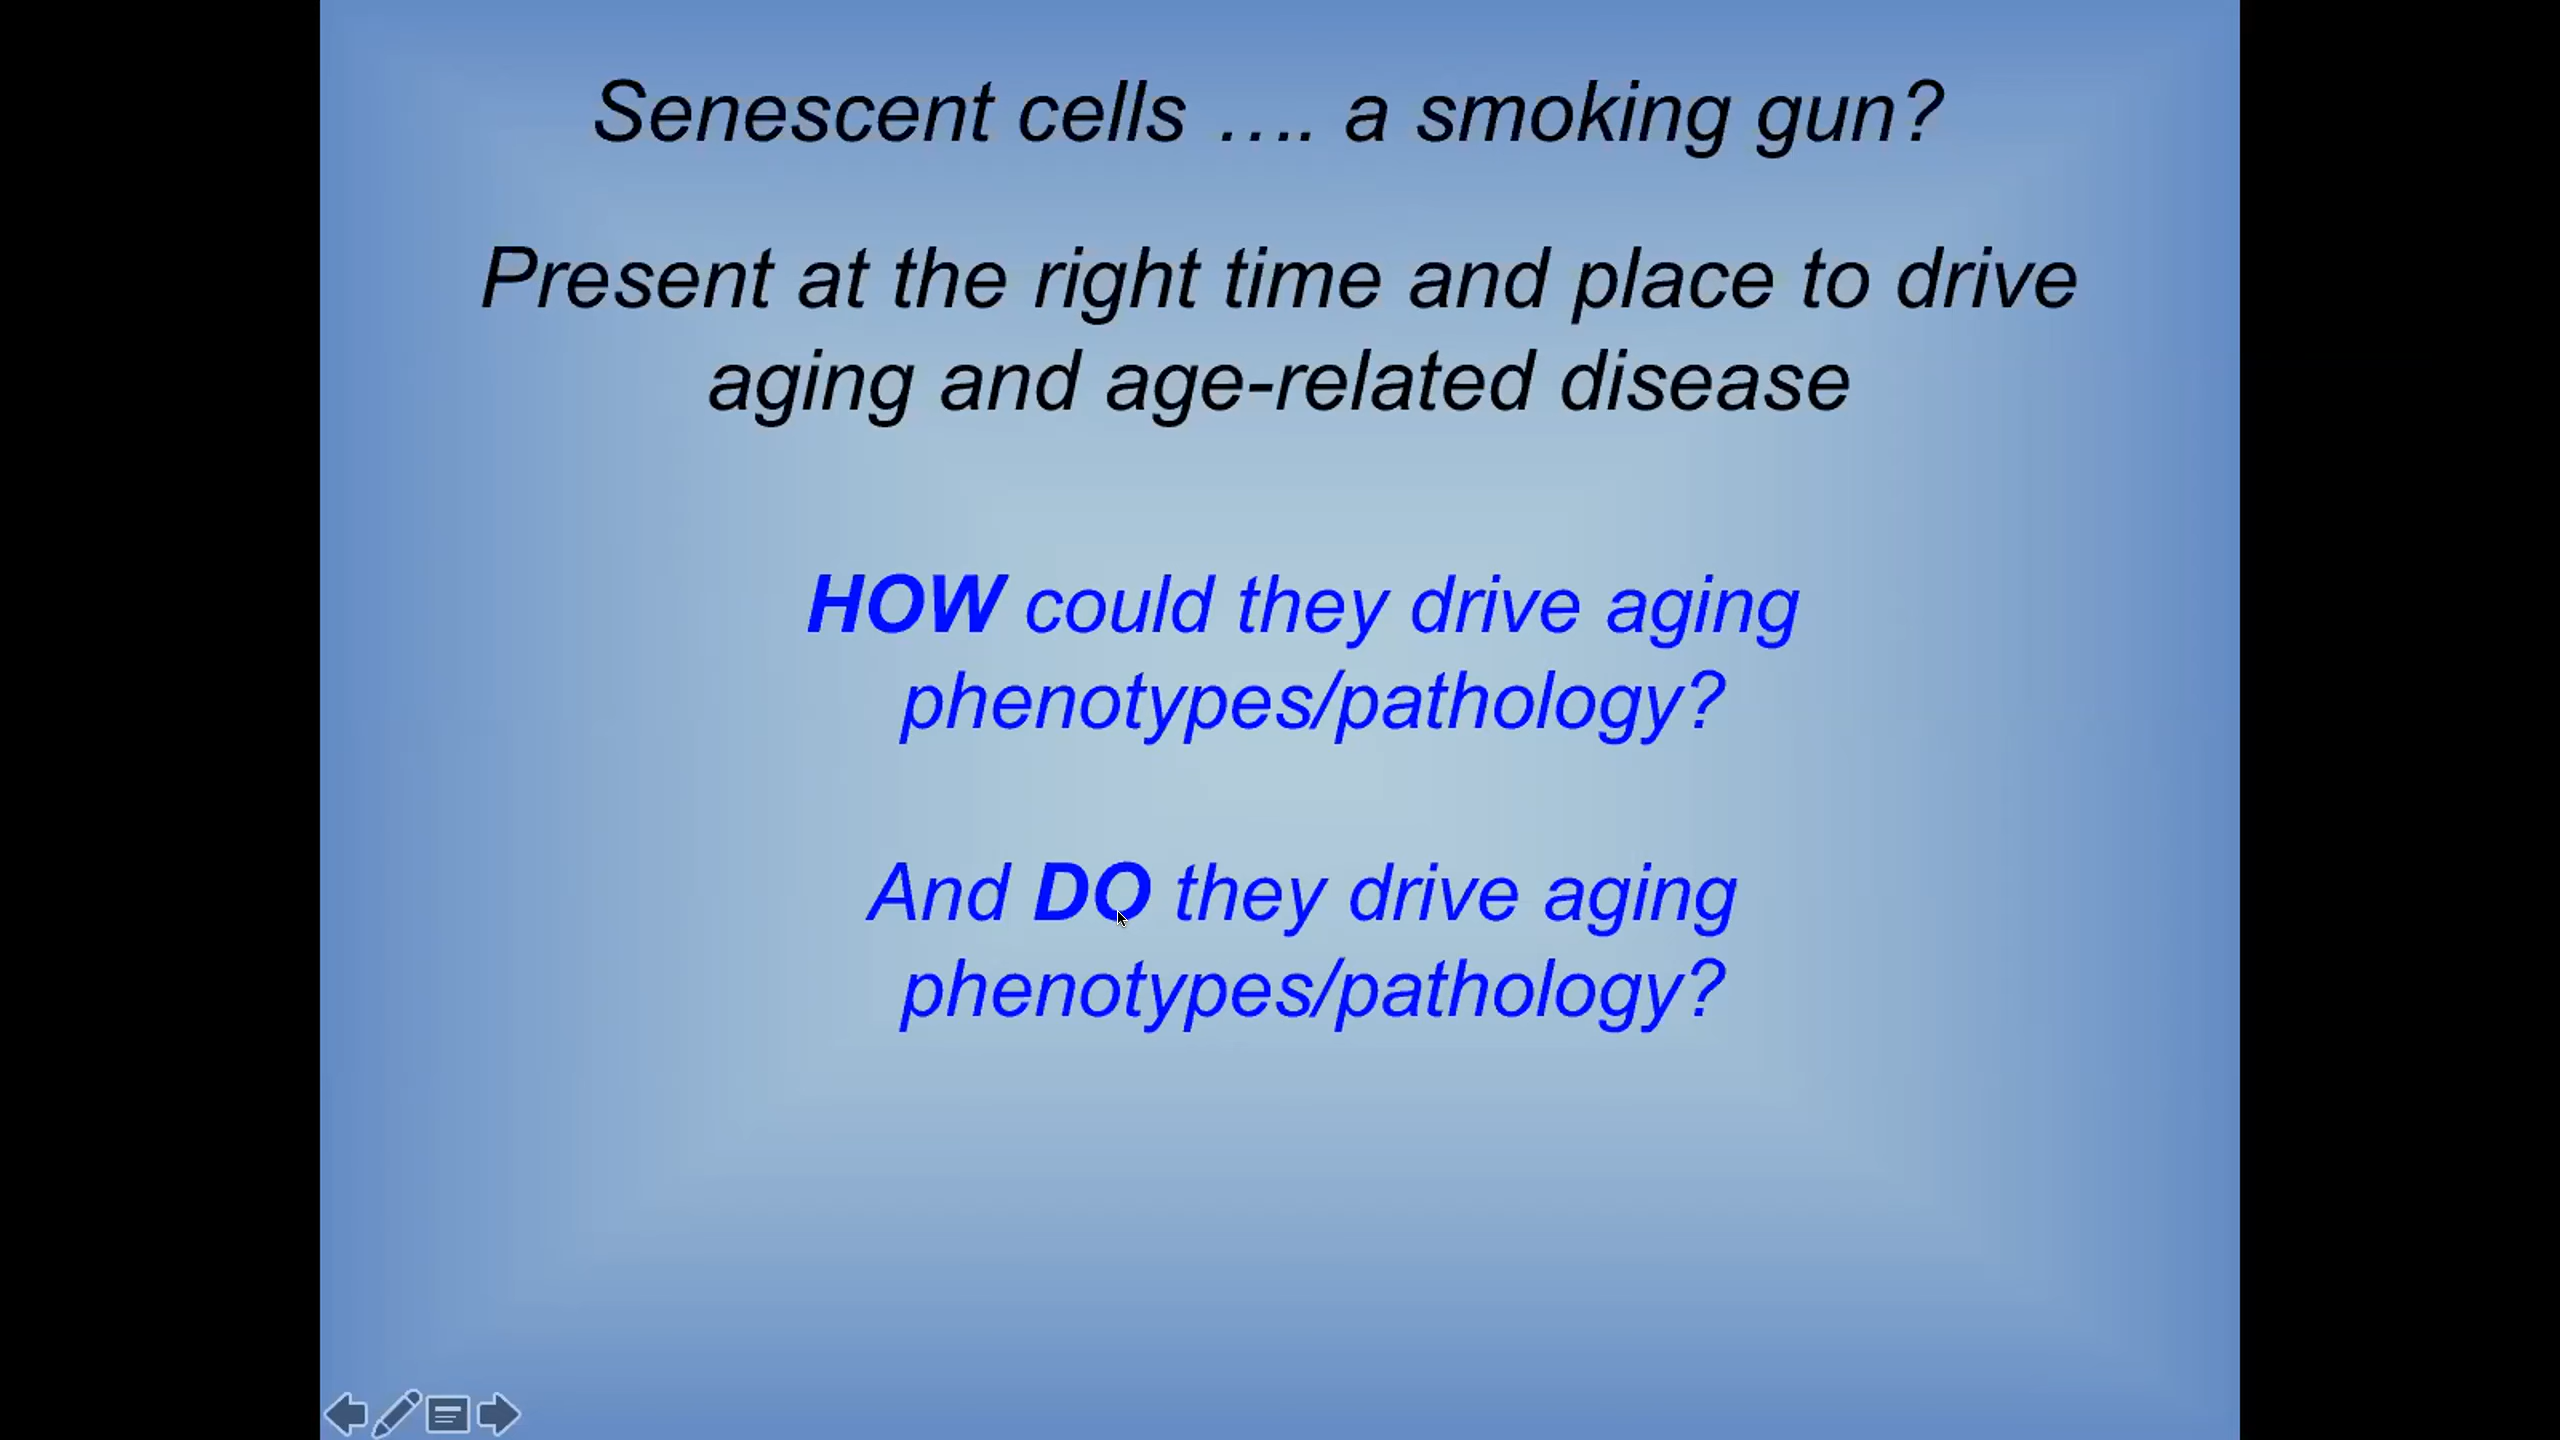 Senescent cells …. a smoking gun?
Present at the right time and place to drive
aging and age-related disease
HOW could they drive aging
phenotypes/pathology?
And DO they drive aging
phenotypes/pathology?